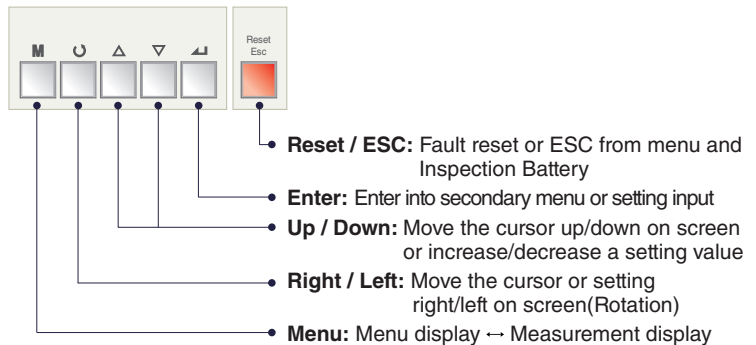 M
Reset
Esc
Reset / ESC: Fault reset or ESC from menu and
Inspection Battery
Enter: Enter into secondary menu or setting input
Up / Down: Move the cursor up/down on screen
or increase/decrease a setting value
Right / Left: Move the cursor or setting
right/left on screen(Rotation)
Menu: Menu display ↔ Measurement display